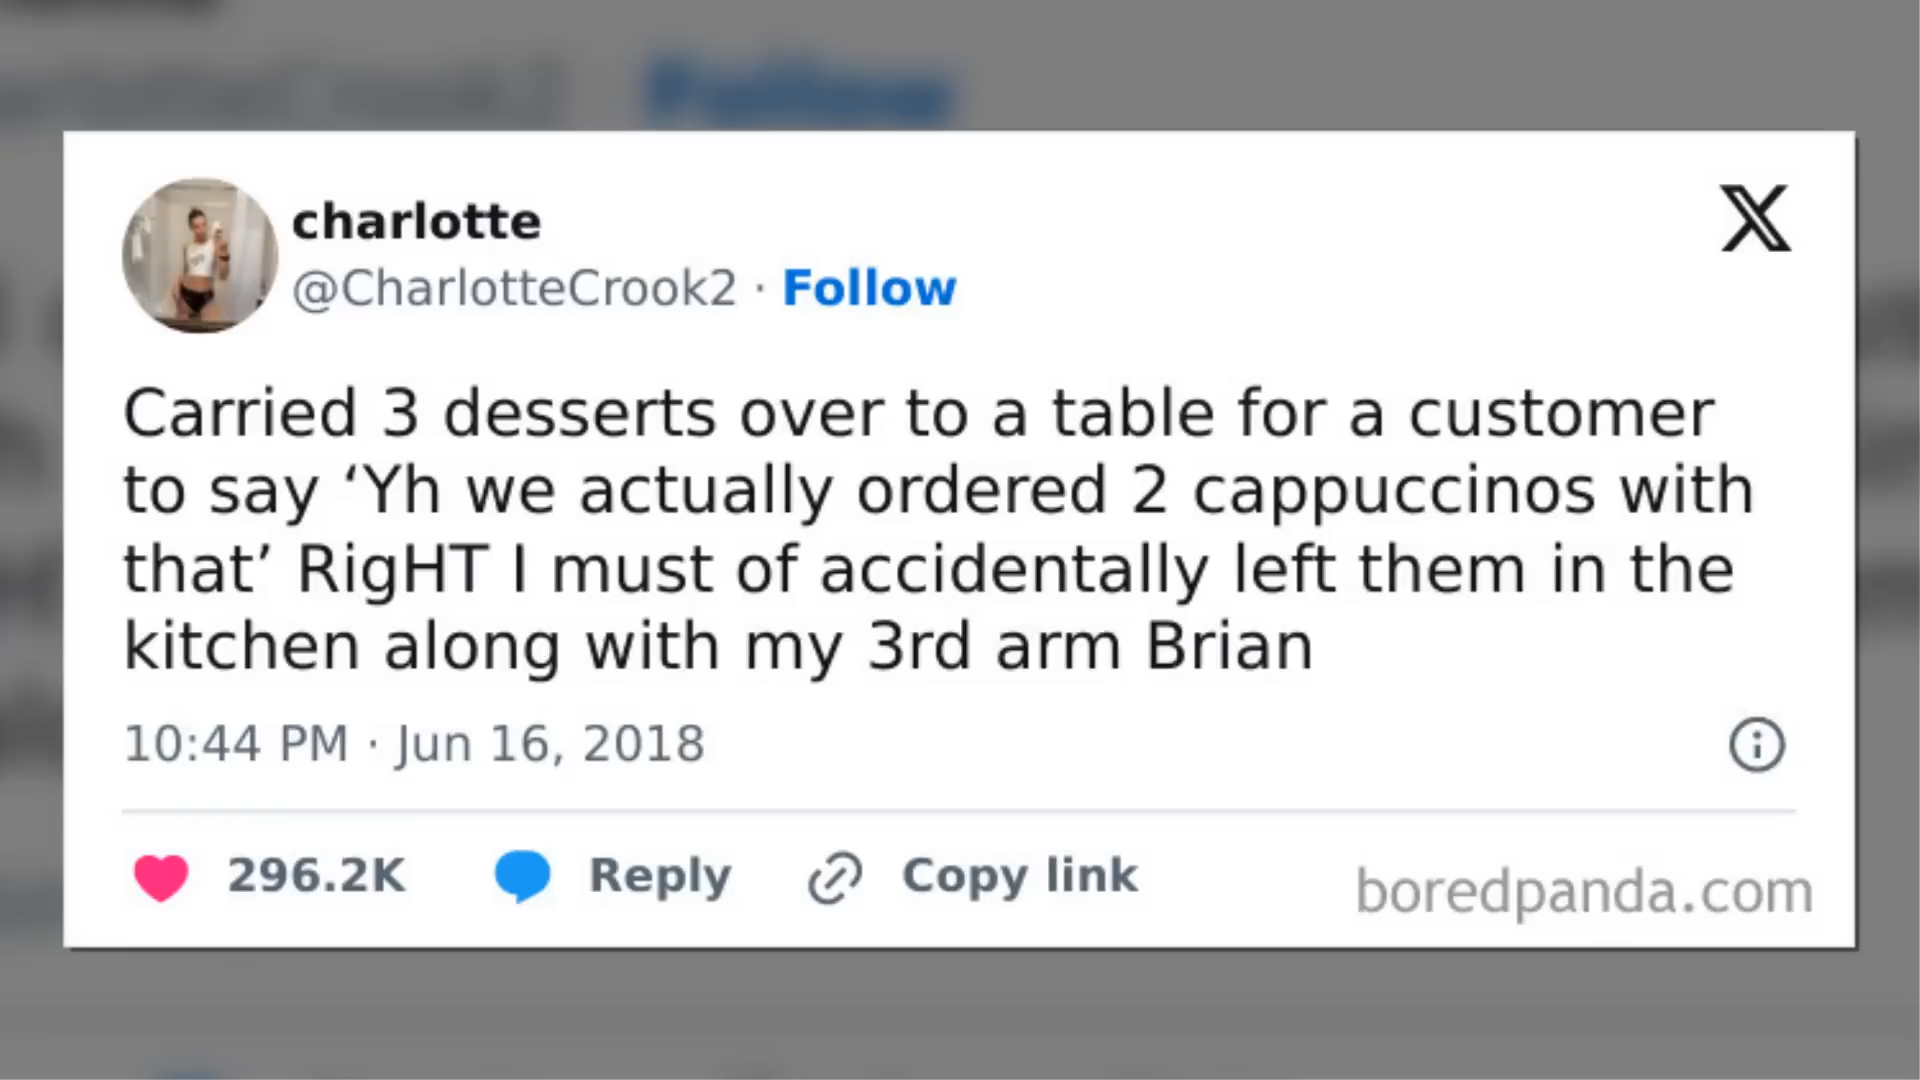 charlotte
@CharlotteCrook2 · Follow
Carried 3 desserts over to a table for a customer
to say ‘Yh we actually ordered 2 cappuccinos with
that’ RigHT I must of accidentally left them in the
kitchen along with my 3rd arm Brian
10:44 PM · Jun 16, 2018
296.2K Reply Copy link
boredpanda.com